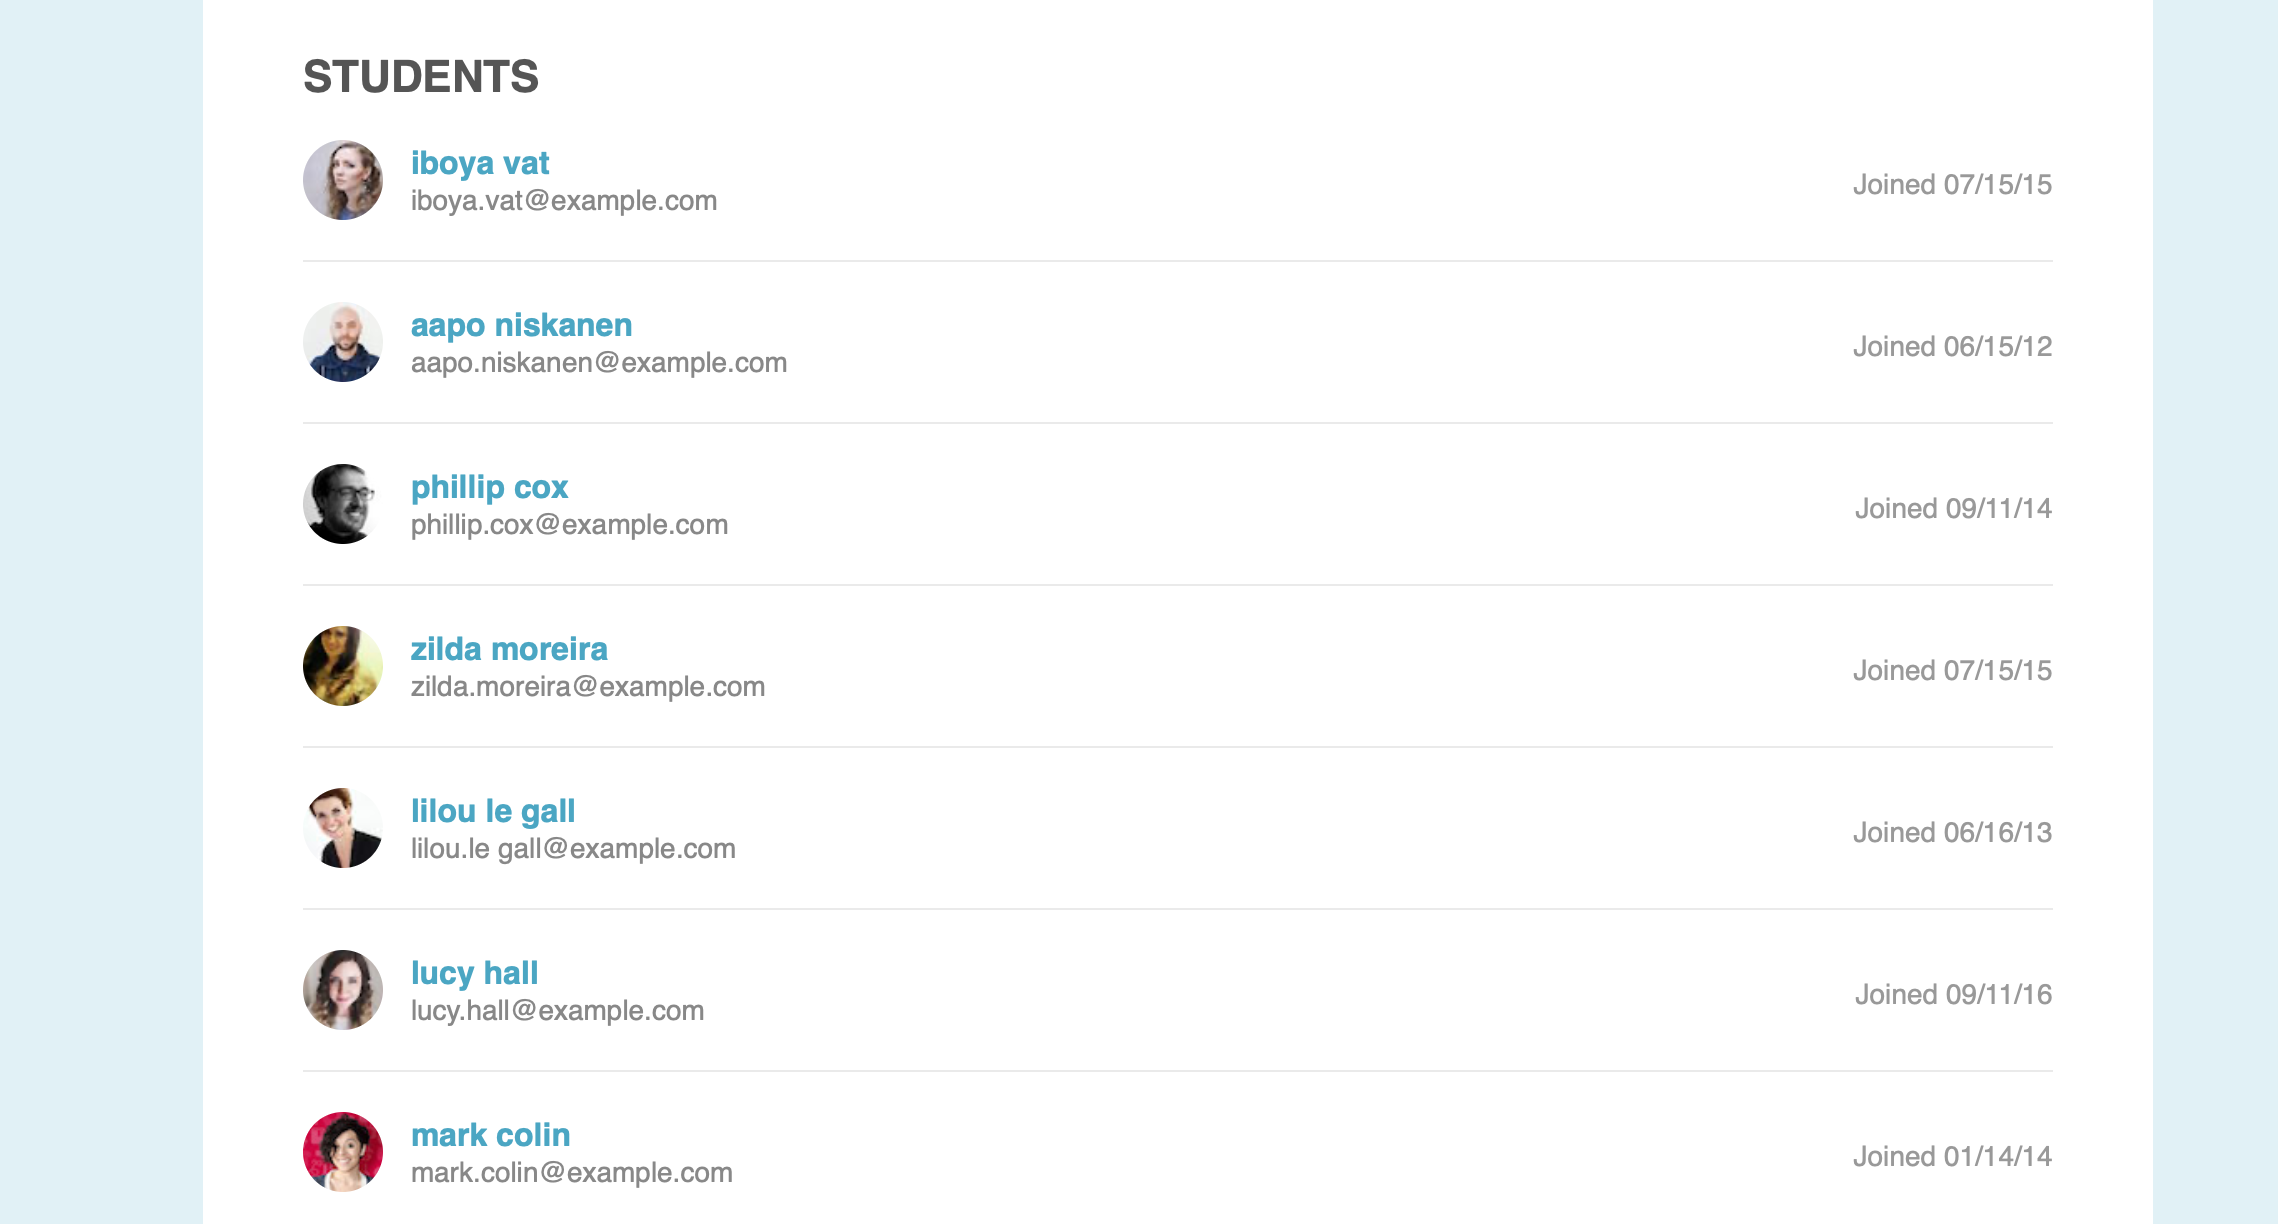 STUDENTS
iboya vat
iboya.vat@example.com
Joined 07/15/15
aapo niskanen
aapo.niskanen@example.com
Joined 06/15/12
phillip cox
phillip.cox@example.com
Joined 09/11/14
zilda moreira
zilda.moreira@example.com
Joined 07/15/15
lilou le gall
lilou.le gall@example.com
Joined 06/16/13
lucy hall
lucy.hall@example.com
Joined 09/11/16
mark colin
mark.colin@example.com
Joined 01/14/14